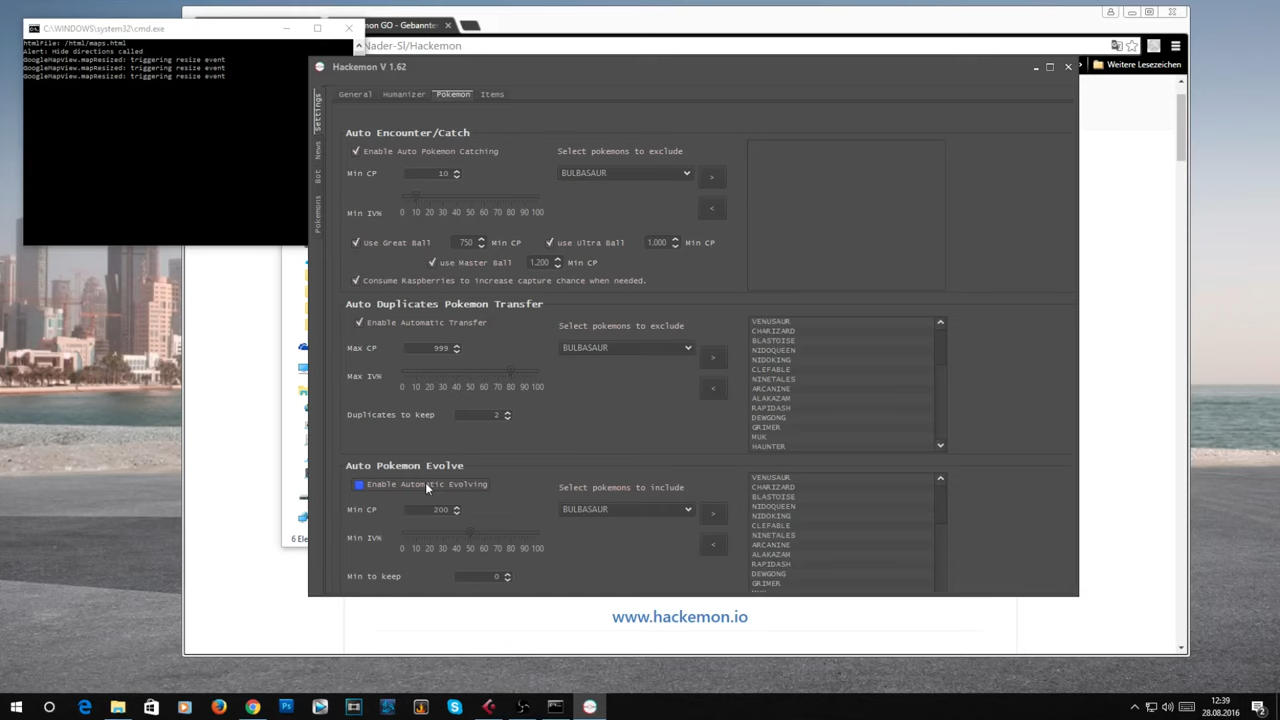 C:\WINDOWS\system32\cmd.exe
on GO - Gebannte
htmlFile: /html/maps.html
Alert: Hide directions called
GoogleMapView.mapResized: triggering resize event
GoogleMapView.mapResized: triggering resize event
GoogleMapView.mapResized: triggering resize event
Nader-Sl/Hackemon
Weitere Lesezeichen
Hackemon V 1.62
General Humanizer Pokemon Items
Settings
News
Bot
Pokemons
Auto Encounter/Catch
Enable Auto Pokemon Catching
Select pokemons to exclude
Min CP 10
BULBASAUR
>
Min IV% 0 10 20 30 40 50 60 70 80 90 100
<
Use Great Ball 750 Min CP
use Ultra Ball 1.000 Min CP
use Master Ball 1.200 Min CP
Consume Raspberries to increase capture chance when needed.
Auto Duplicates Pokemon Transfer
Enable Automatic Transfer
Select pokemons to exclude
Max CP 999
BULBASAUR
>
Max IV% 0 10 20 30 40 50 60 70 80 90 100
<
Duplicates to keep 2
VENUSAUR
CHARIZARD
BLASTOISE
NIDOQUEEN
NIDOKING
CLEFABLE
NINETALES
ARCANINE
ALAKAZAM
RAPIDASH
DEWGONG
GRIMER
MUK
HAUNTER
Auto Pokemon Evolve
Enable Automatic Evolving
Select pokemons to include
Min CP 200
BULBASAUR
>
Min IV% 0 10 20 30 40 50 60 70 80 90 100
<
Min to keep 0
VENUSAUR
CHARIZARD
BLASTOISE
NIDOQUEEN
NIDOKING
CLEFABLE
NINETALES
ARCANINE
ALAKAZAM
RAPIDASH
DEWGONG
GRIMER
6 Ele
www.hackemon.io
12:39
28.08.2016
2